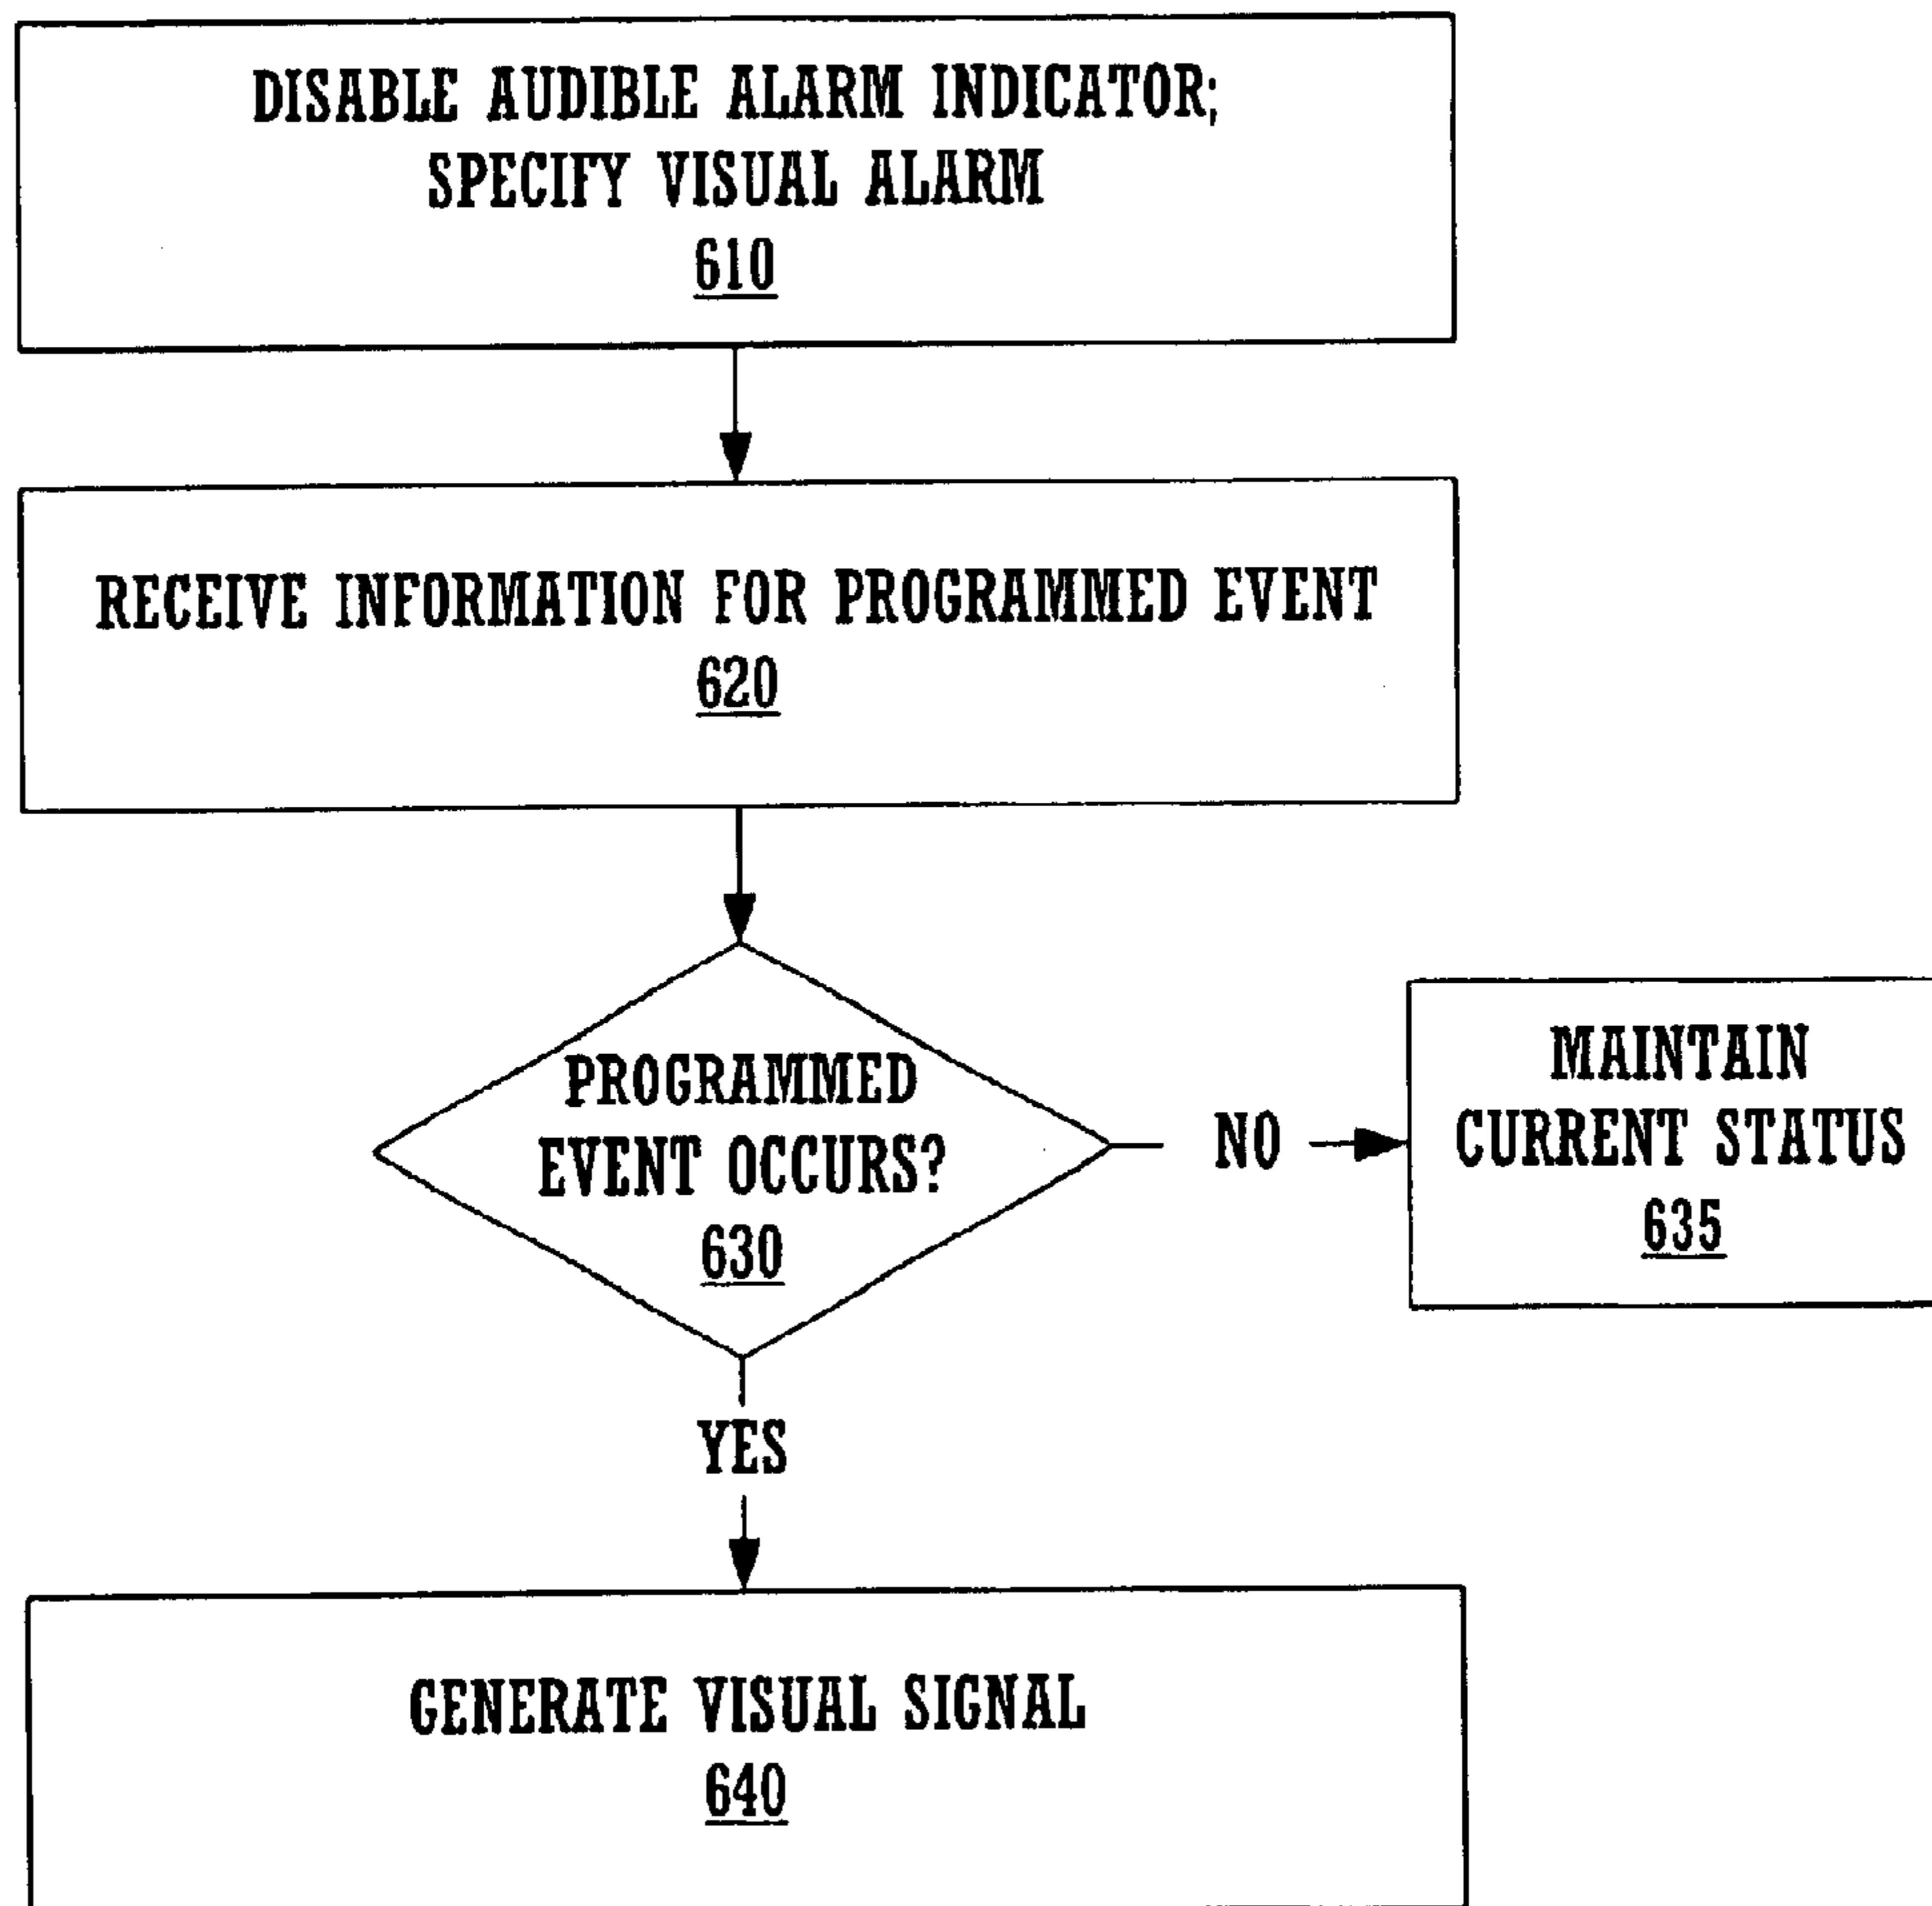 DISABLE AUDIBLE ALARM INDICATOR;
SPECIFY VISUAL ALARM
610
RECEIVE INFORMATION FOR PROGRAMMED EVENT
620
PROGRAMMED
EVENT OCCURS?
630
NO
MAINTAIN
CURRENT STATUS
635
YES
GENERATE VISUAL SIGNAL
640